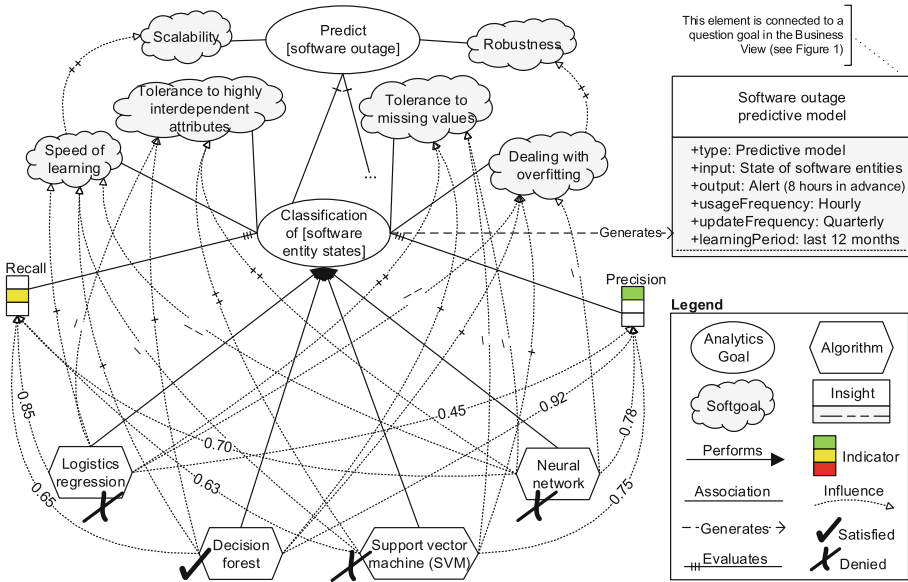 This element is connected to a
question goal in the Business
View (see Figure 1)
Scalability
Predict
[software outage]
Robustness
Tolerance to highly
interdependent
attributes
Tolerance to
missing values
Software outage
predictive model
Speed of
learning
Dealing with
overfitting
+type: Predictive model
+input: State of software entities
+output: Alert (8 hours in advance)
+usageFrequency: Hourly
+updateFrequency: Quarterly
+learningPeriod: last 12 months
...
Classification
of [software
entity states]
Generates
Recall
Precision
Legend
Analytics
Goal
Algorithm
Softgoal
Insight
Performs
Indicator
Association
Influence
Generates
Satisfied
Evaluates
Denied
0.85
0.45
0.92
0.78
0.70
0.65
0.63
0.75
Logistics
regression
Neural
network
Decision
forest
Support vector
machine (SVM)